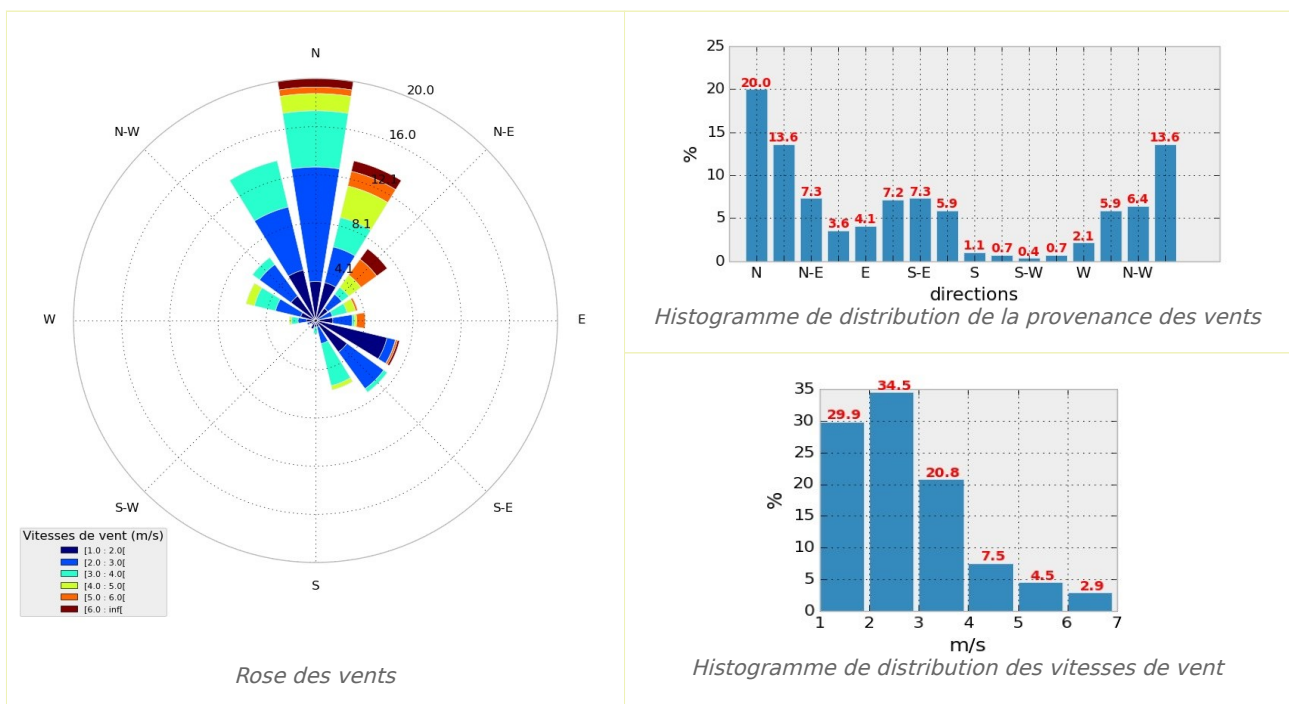 N
N-W
N-E
W
E
S-W
S-E
S
20.0
16.0
8.1
4.1
Vitesses de vent (m/s)
[1.0 : 2.0[
[2.0 : 3.0[
[3.0 : 4.0[
[4.0 : 5.0[
[5.0 : 6.0[
[6.0 : inf[
Rose des vents
25
20
15
10
5
0
%
20.0 13.6 7.3 3.6 4.1 7.2 7.3 5.9 1.1 0.7 0.4 0.7 2.1 5.9 6.4 13.6
N N-E E S-E S S-W W N-W
directions
Histogramme de distribution de la provenance des vents
35
30
25
20
15
10
5
0
%
29.9 34.5 20.8 7.5 4.5 2.9
1 2 3 4 5 6 7
m/s
Histogramme de distribution des vitesses de vent